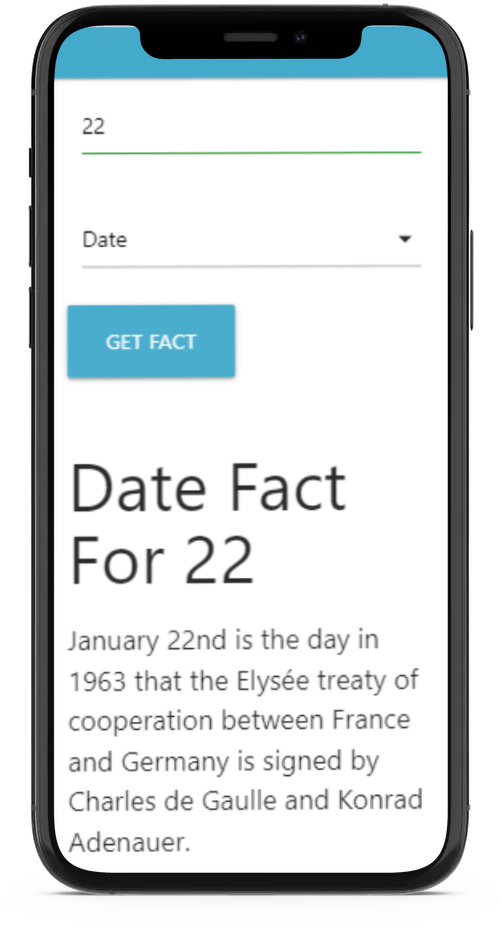 22
Date
GET FACT
Date Fact
For 22
January 22nd is the day in
1963 that the Elysée treaty of
cooperation between France
and Germany is signed by
Charles de Gaulle and Konrad
Adenauer.